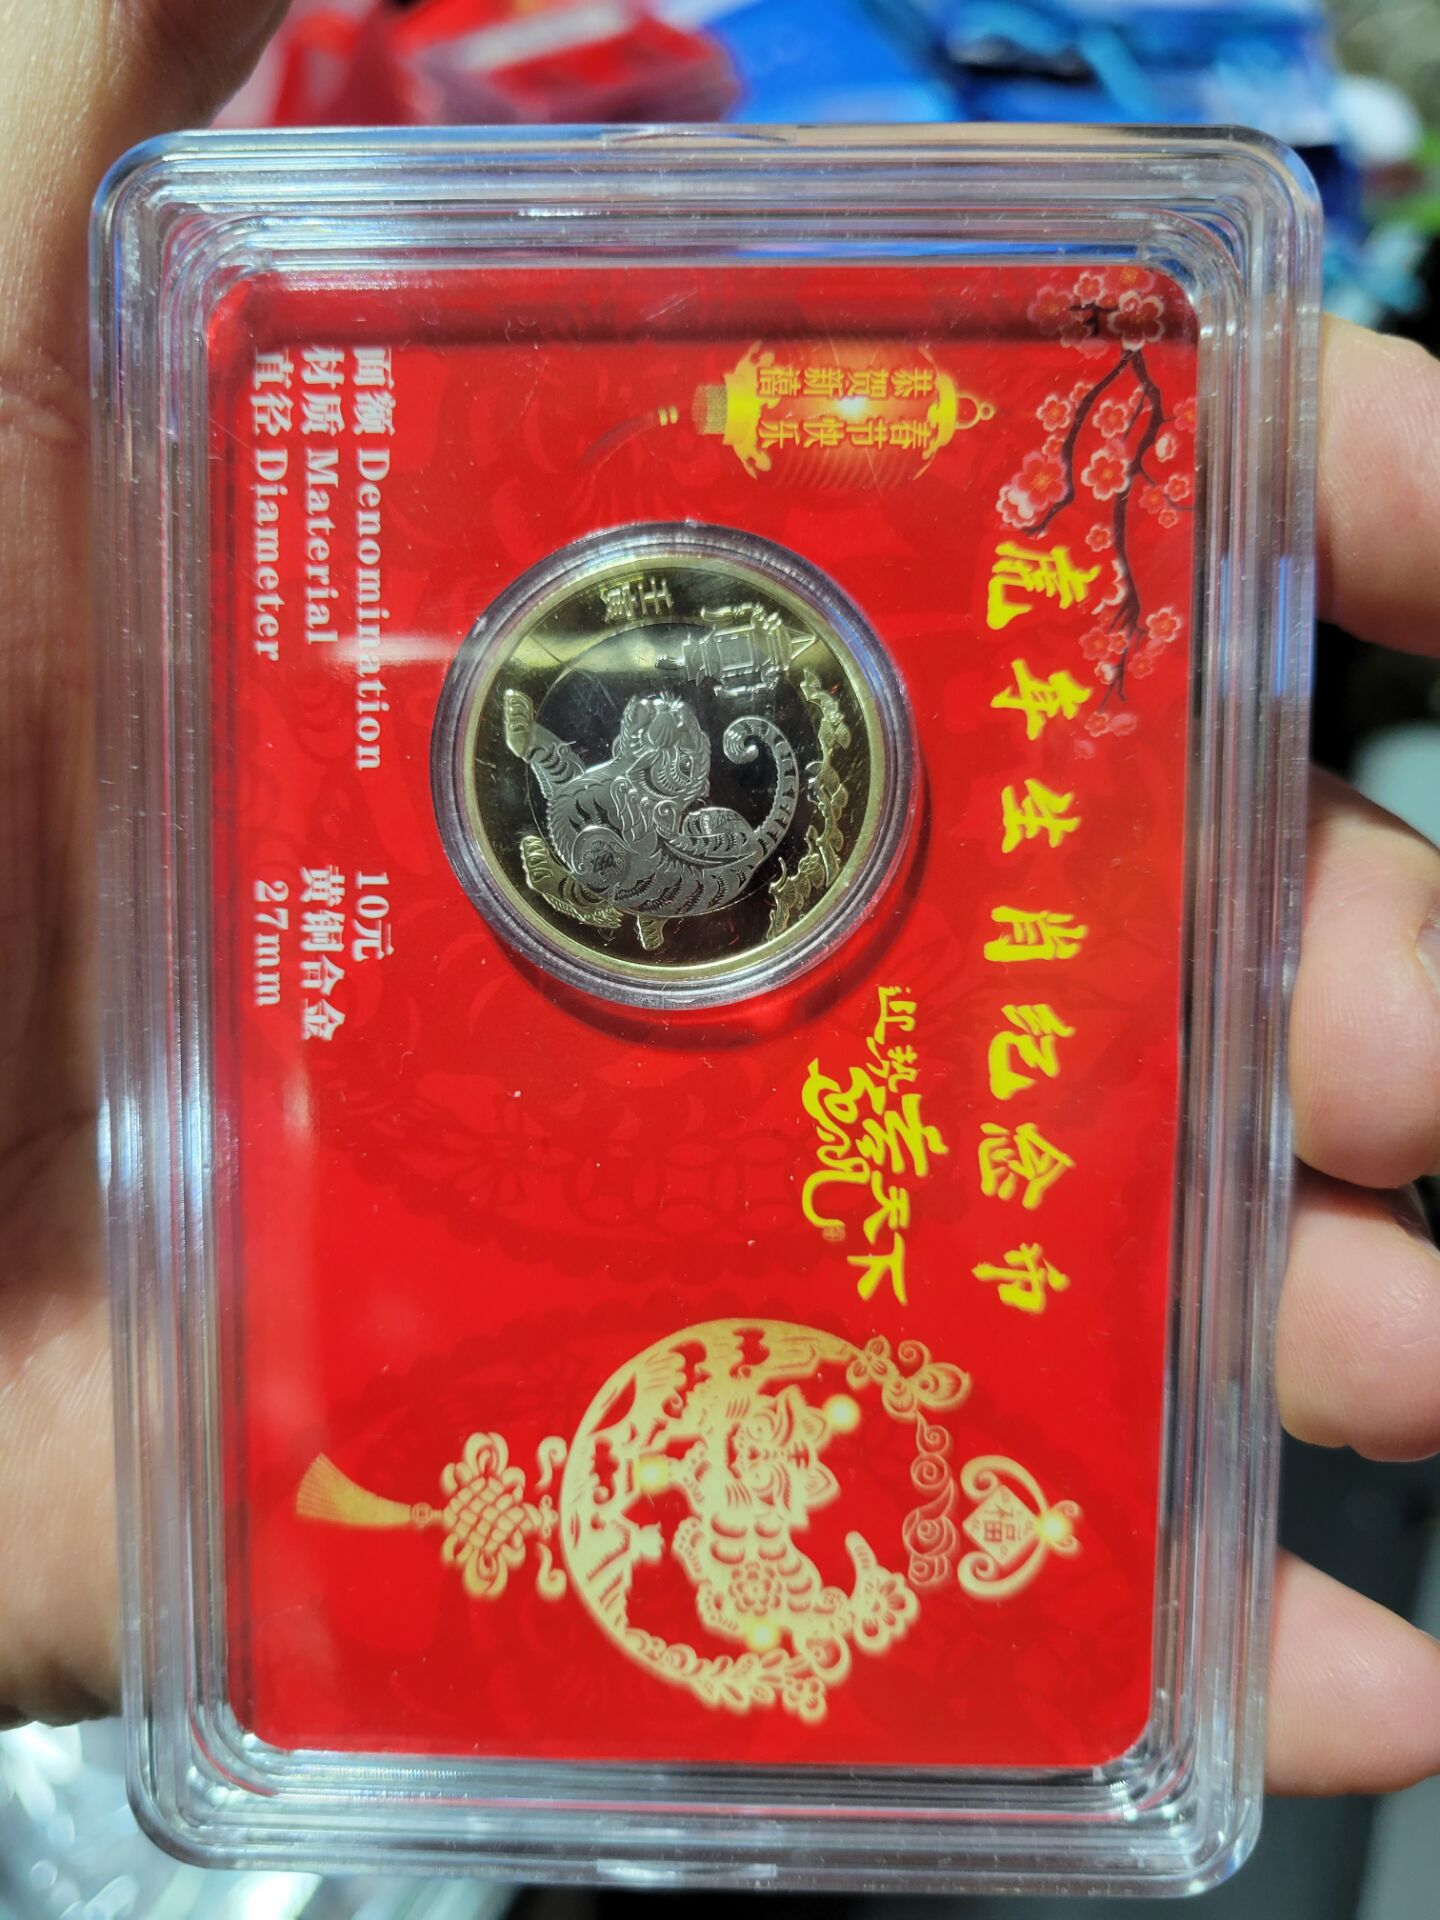 虎年生肖纪念币
恭贺新禧
春节快乐
迎势
赢天下
福
壬寅
面额 Denomination 10元
材质 Material 黄铜合金
直径 Diameter 27mm